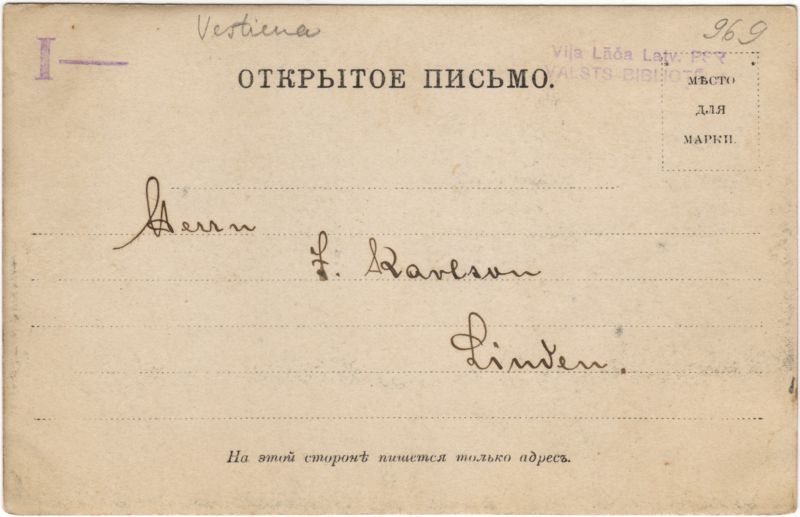 Vestiena
969
I—
Viļa Lāča Latv. PSR
VALSTS BIBLIOTĒ
ОТКРЫТОЕ ПИСЬМО.
МѢСТО
ДЛЯ
МАРКИ.
Herrn
J. Karlson
Linden.
На этой сторонѣ пишется только адресъ.